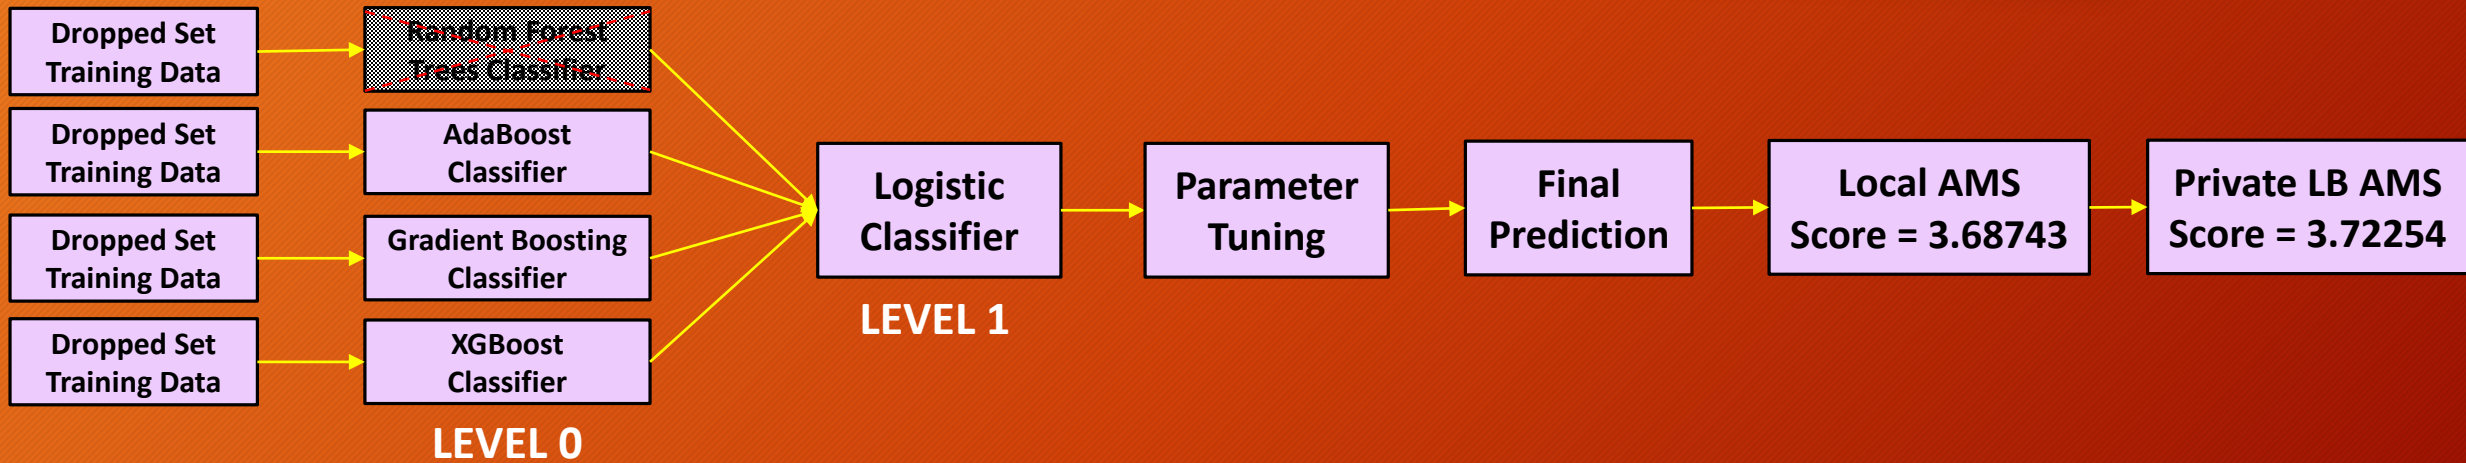 Dropped Set
Training Data
Random Forest
Trees Classifier
Dropped Set
Training Data
AdaBoost
Classifier
Dropped Set
Training Data
Gradient Boosting
Classifier
Dropped Set
Training Data
XGBoost
Classifier
LEVEL 0
Logistic
Classifier
LEVEL 1
Parameter
Tuning
Final
Prediction
Local AMS
Score = 3.68743
Private LB AMS
Score = 3.72254